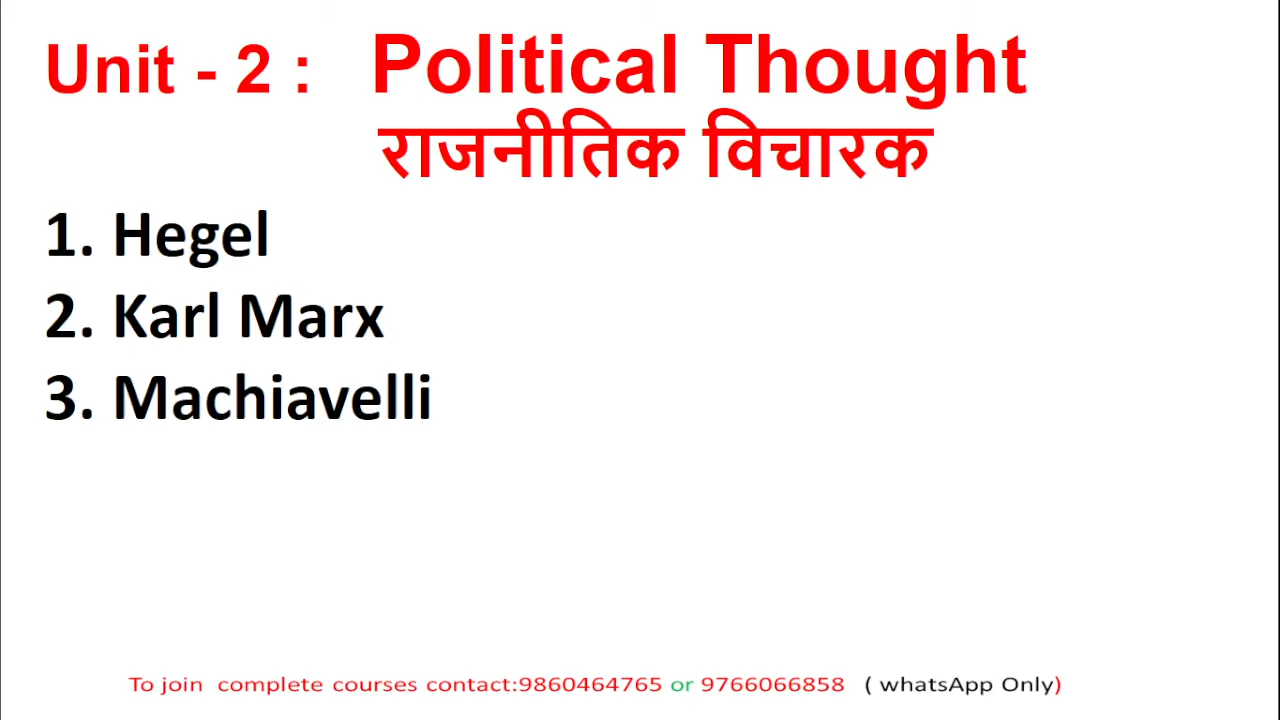 Unit - 2 : Political Thought
राजनीतिक विचारक
1. Hegel
2. Karl Marx
3. Machiavelli
To join complete courses contact:9860464765 or 9766066858 ( whatsApp Only)